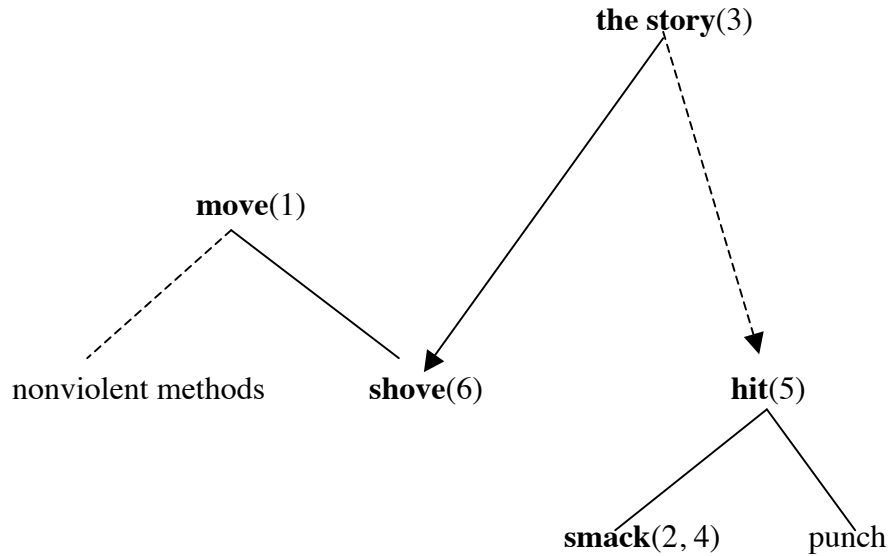 the story(3)
move(1)
nonviolent methods shove(6) hit(5)
smack(2, 4) punch